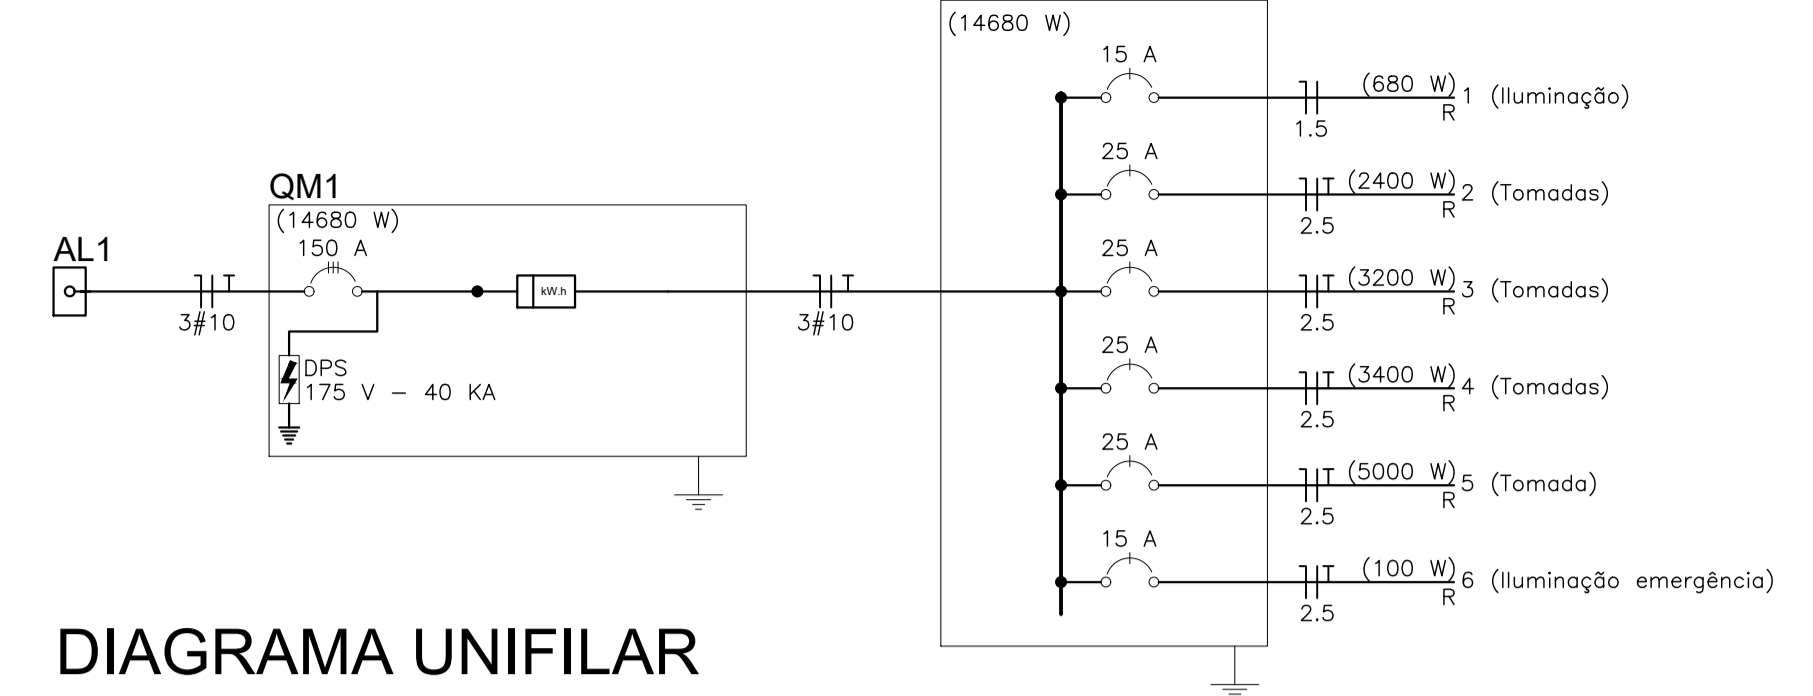 AL1
3#10
QM1
(14680 W)
150 A
kW.h
DPS
175 V – 40 KA
3#10
(14680 W)
15 A
(680 W) 1 (Iluminação)
R
1.5
25 A
T (2400 W) 2 (Tomadas)
R
2.5
25 A
T (3200 W) 3 (Tomadas)
R
2.5
25 A
T (3400 W) 4 (Tomadas)
R
2.5
25 A
T (5000 W) 5 (Tomada)
R
2.5
15 A
T (100 W) 6 (Iluminação emergência)
R
2.5
DIAGRAMA UNIFILAR